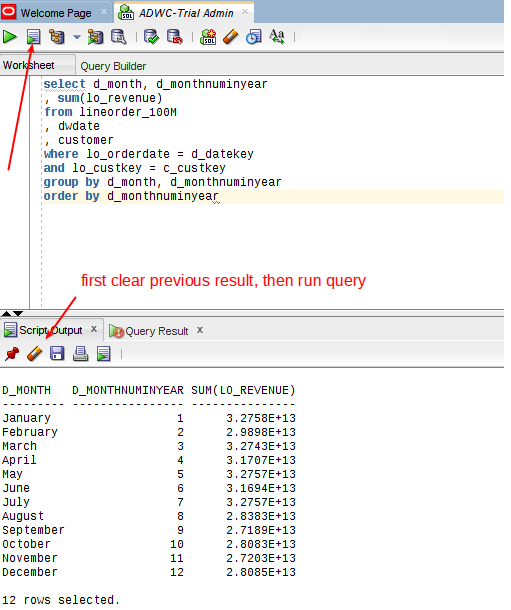 Welcome Page
ADWC-Trial Admin
Worksheet Query Builder
select d_month, d_monthnuminyear
, sum(lo_revenue)
from lineorder_100M
, dwdate
, customer
where lo_orderdate = d_datekey
and lo_custkey = c_custkey
group by d_month, d_monthnuminyear
order by d_monthnuminyear
first clear previous result, then run query
Script Output x Query Result x
D_MONTH D_MONTHNUMINYEAR SUM(LO_REVENUE)
--------- ---------------- ---------------
January 1 3.2758E+13
February 2 2.9898E+13
March 3 3.2743E+13
April 4 3.1707E+13
May 5 3.2757E+13
June 6 3.1694E+13
July 7 3.2757E+13
August 8 2.8383E+13
September 9 2.7189E+13
October 10 2.8083E+13
November 11 2.7203E+13
December 12 2.8085E+13
12 rows selected.